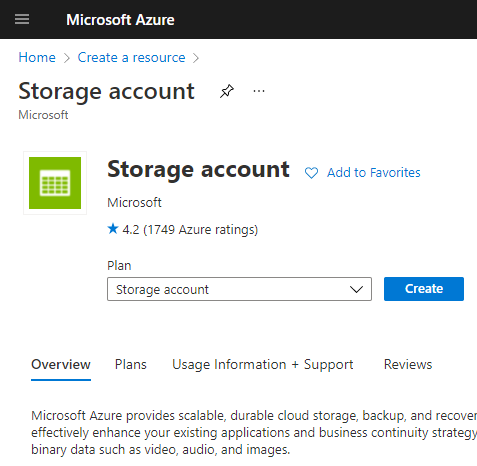 Microsoft Azure
Home > Create a resource >
Storage account
Microsoft
Storage account Add to Favorites
Microsoft
4.2 (1749 Azure ratings)
Plan
Storage account Create
Overview Plans Usage Information + Support Reviews
Microsoft Azure provides scalable, durable cloud storage, backup, and recover
effectively enhance your existing applications and business continuity strategy
binary data such as video, audio, and images.